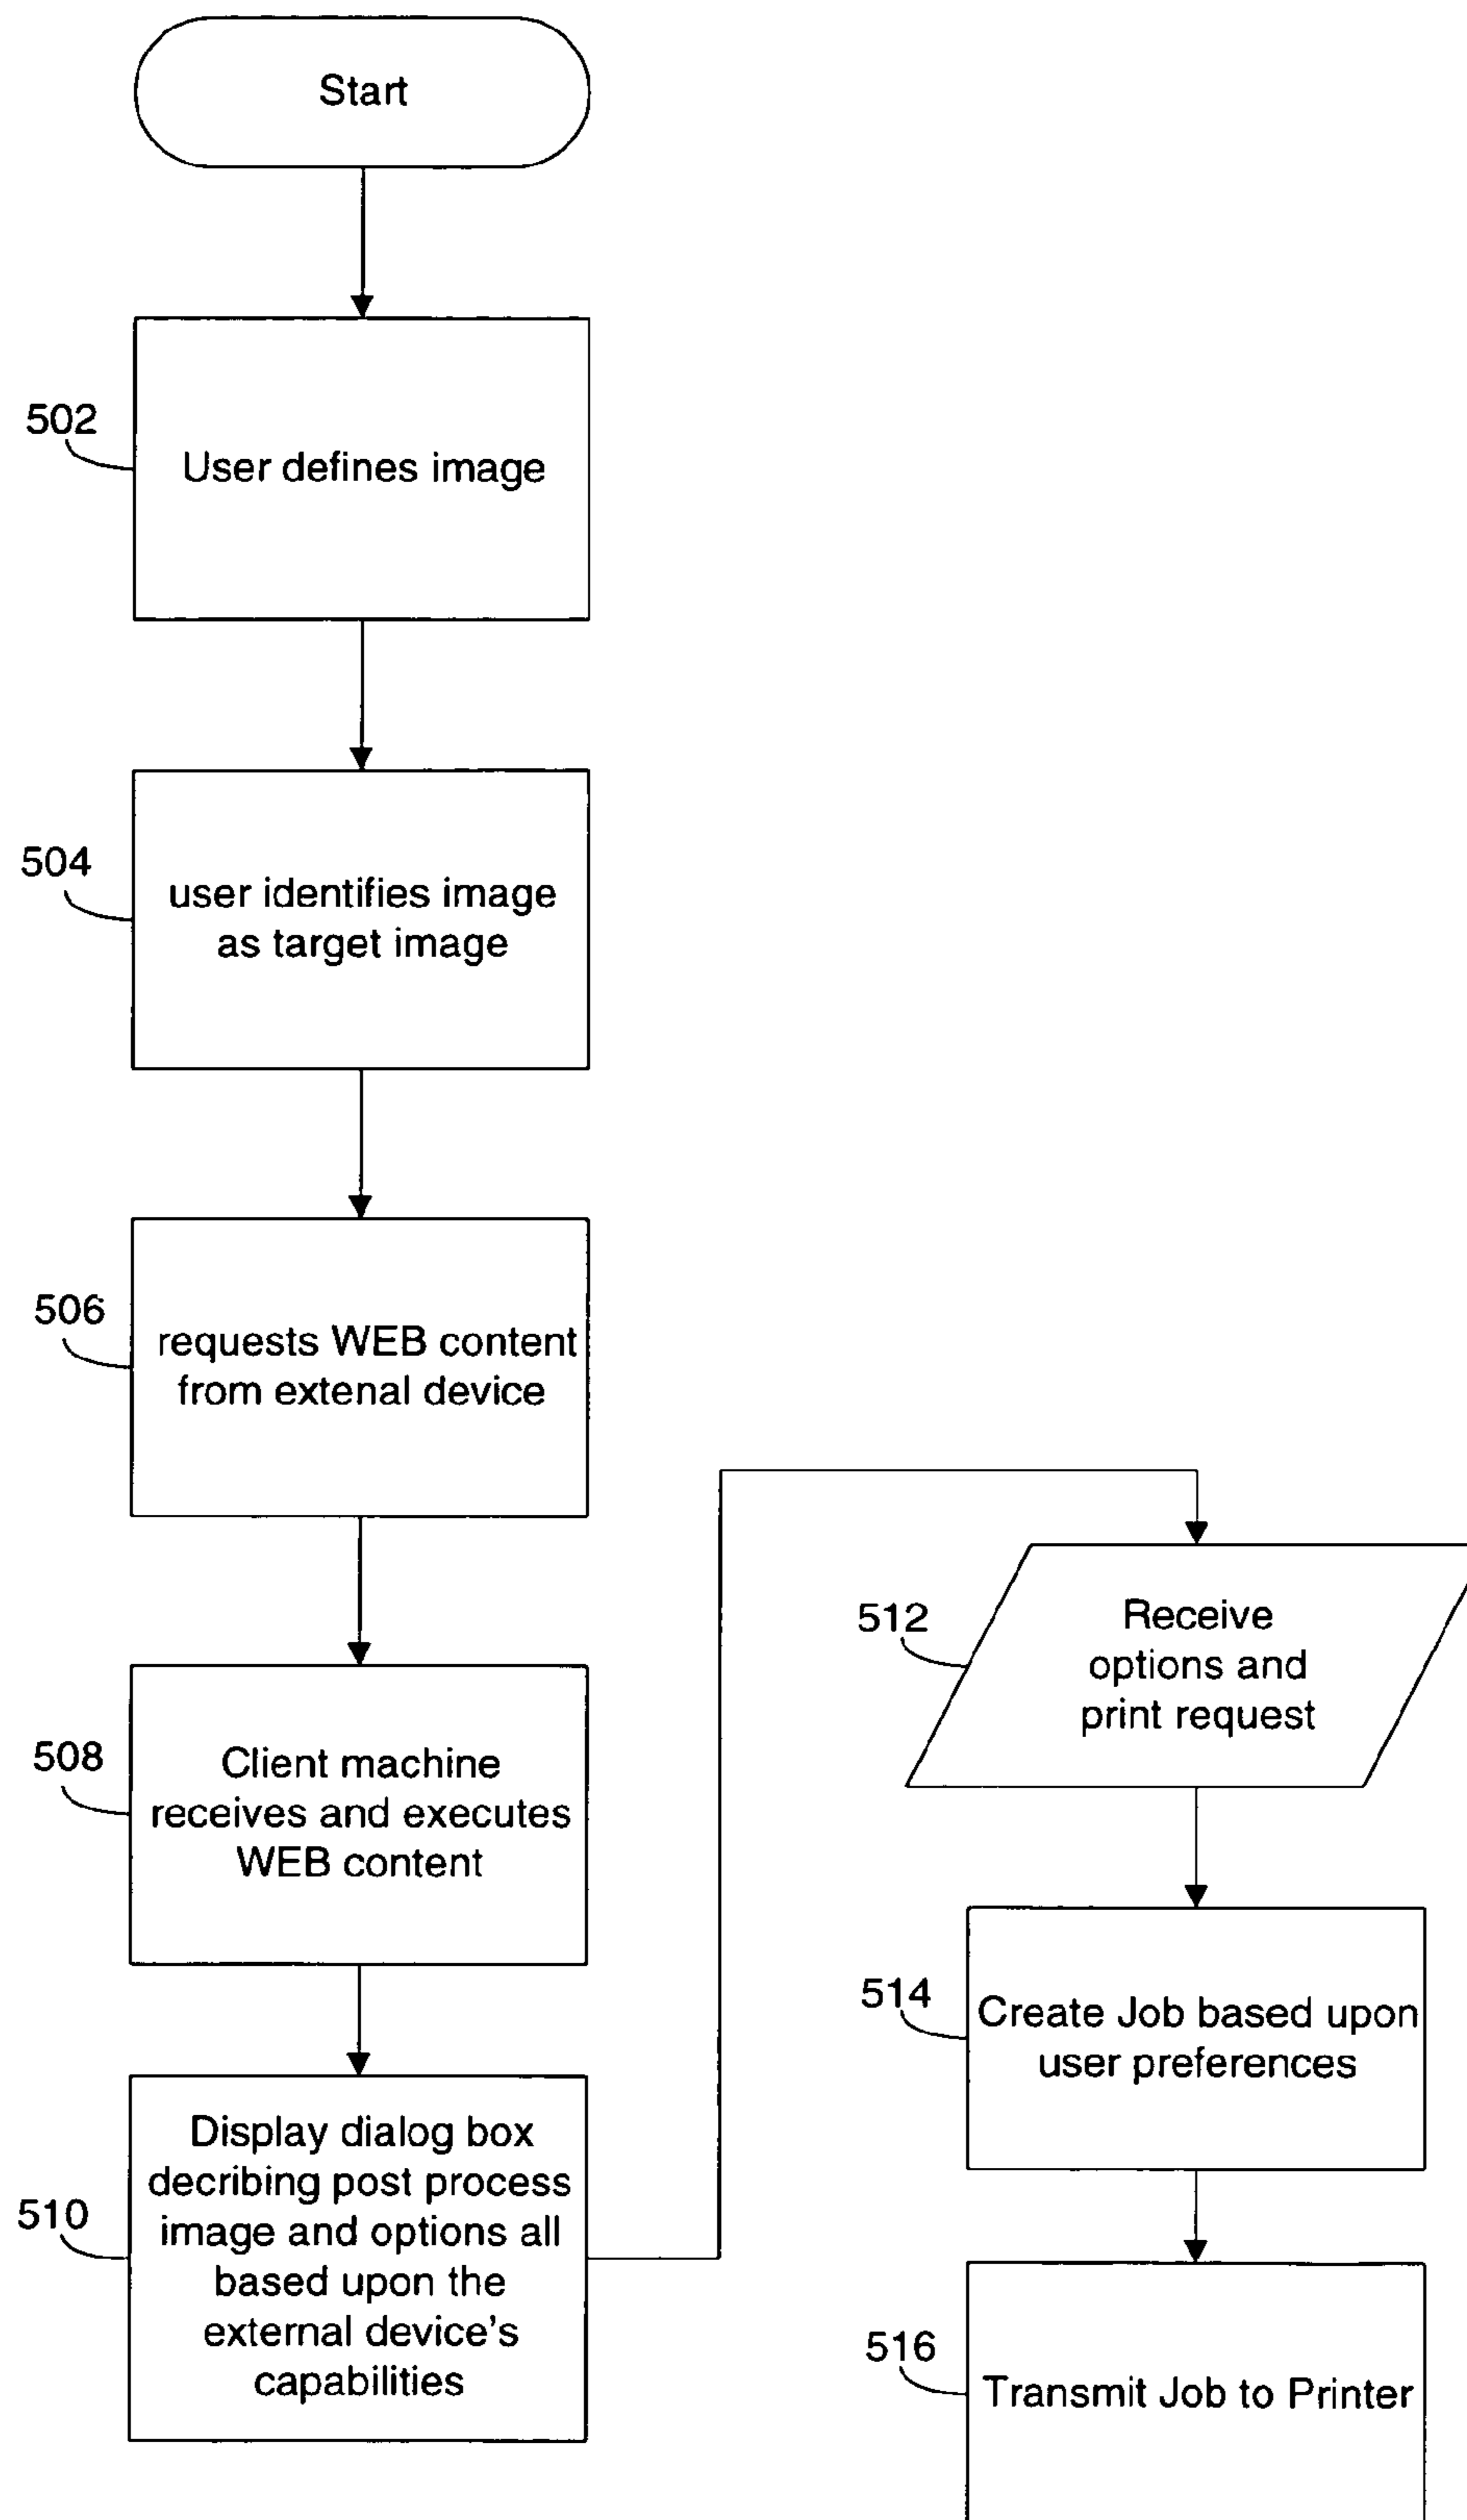 Start
502
User defines image
504
user identifies image
as target image
506
requests WEB content
from extenal device
508
Client machine
receives and executes
WEB content
510
Display dialog box
decribing post process
image and options all
based upon the
external device's
capabilities
512
Receive
options and
print request
514
Create Job based upon
user preferences
516
Transmit Job to Printer